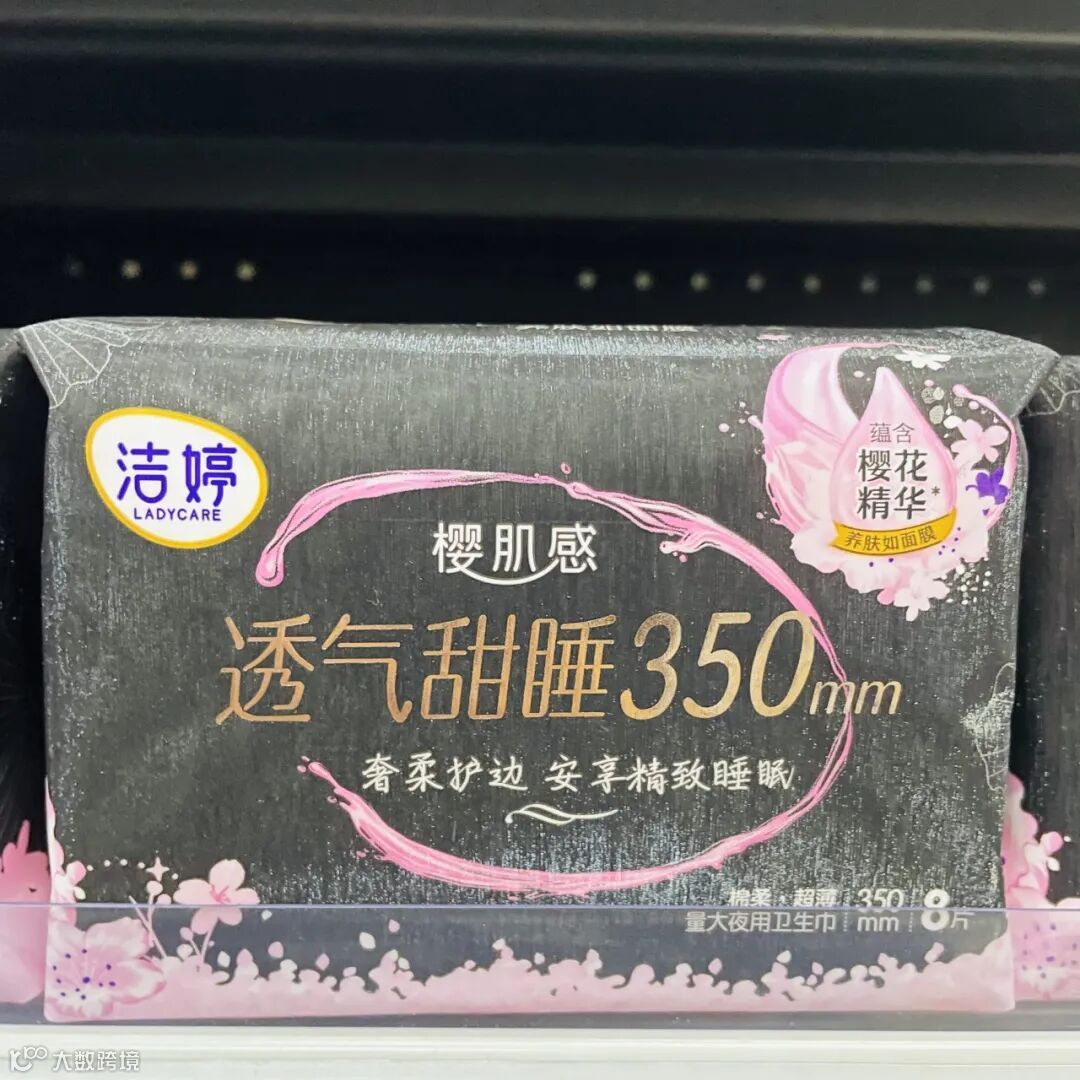 洁婷
LADYCARE
蕴含
樱花
精华*
养肤如面膜
樱肌感
透气甜睡350mm
奢柔护边 安享精致睡眠
棉柔·超薄 350 8片
量大夜用卫生巾 mm
大数跨境